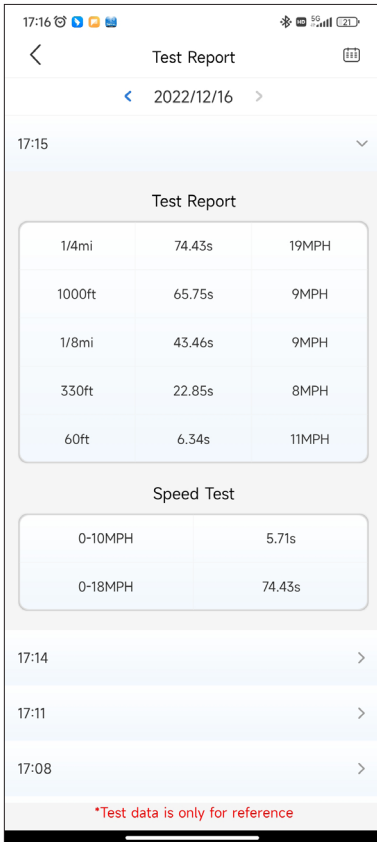 17:16 HD 5G 21
Test Report
2022/12/16
17:15
Test Report
1/4mi 74.43s 19MPH
1000ft 65.75s 9MPH
1/8mi 43.46s 9MPH
330ft 22.85s 8MPH
60ft 6.34s 11MPH
Speed Test
0-10MPH 5.71s
0-18MPH 74.43s
17:14
17:11
17:08
*Test data is only for reference